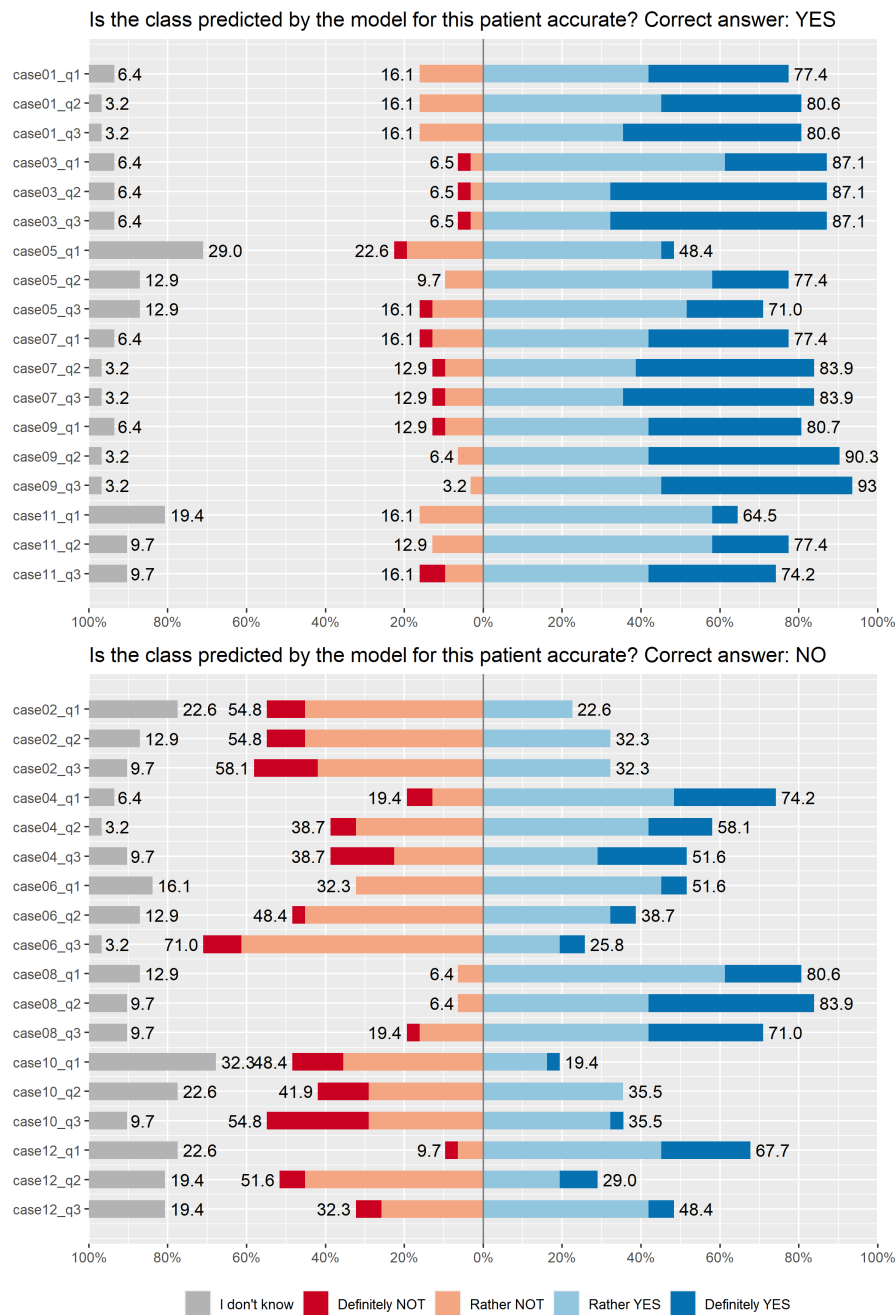 Is the class predicted by the model for this patient accurate? Correct answer: YES
case01_q1 6.4 16.1 77.4
case01_q2 3.2 16.1 80.6
case01_q3 3.2 16.1 80.6
case03_q1 6.4 6.5 87.1
case03_q2 6.4 6.5 87.1
case03_q3 6.4 6.5 87.1
case05_q1 29.0 22.6 48.4
case05_q2 12.9 9.7 77.4
case05_q3 12.9 16.1 71.0
case07_q1 6.4 16.1 77.4
case07_q2 3.2 12.9 83.9
case07_q3 3.2 12.9 83.9
case09_q1 6.4 12.9 80.7
case09_q2 3.2 6.4 90.3
case09_q3 3.2 3.2 93
case11_q1 19.4 16.1 64.5
case11_q2 9.7 12.9 77.4
case11_q3 9.7 16.1 74.2
100% 80% 60% 40% 20% 0% 20% 40% 60% 80% 100%
Is the class predicted by the model for this patient accurate? Correct answer: NO
case02_q1 22.6 54.8 22.6
case02_q2 12.9 54.8 32.3
case02_q3 9.7 58.1 32.3
case04_q1 6.4 19.4 74.2
case04_q2 3.2 38.7 58.1
case04_q3 9.7 38.7 51.6
case06_q1 16.1 32.3 51.6
case06_q2 12.9 48.4 38.7
case06_q3 3.2 71.0 25.8
case08_q1 12.9 6.4 80.6
case08_q2 9.7 6.4 83.9
case08_q3 9.7 19.4 71.0
case10_q1 32.3 48.4 19.4
case10_q2 22.6 41.9 35.5
case10_q3 9.7 54.8 35.5
case12_q1 22.6 9.7 67.7
case12_q2 19.4 51.6 29.0
case12_q3 19.4 32.3 48.4
100% 80% 60% 40% 20% 0% 20% 40% 60% 80% 100%
I don't know Definitely NOT Rather NOT Rather YES Definitely YES